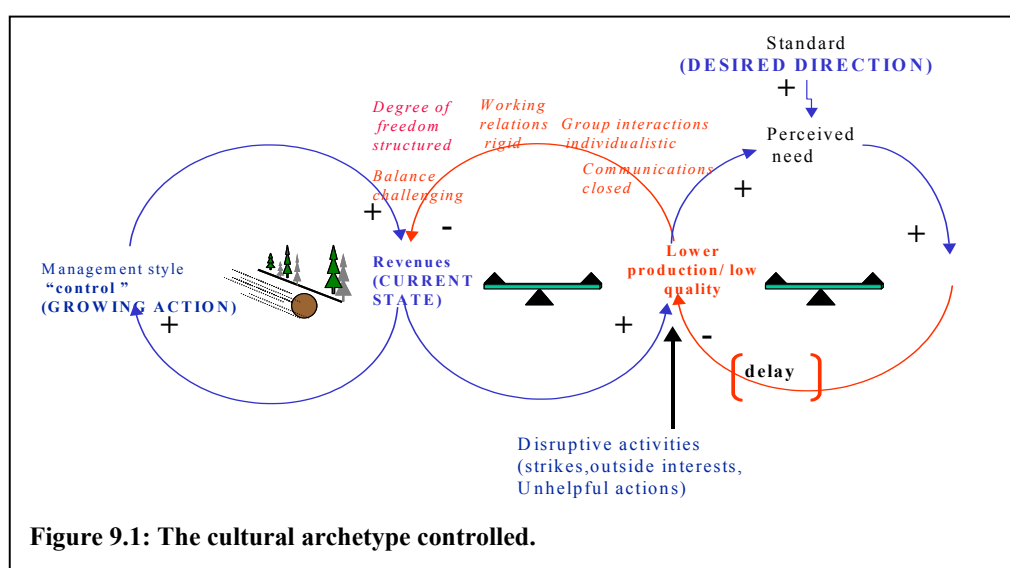 Standard
(DESIRED DIRECTION)
+
Perceived
need
Degree of
freedom
structured
Working
relations
rigid
Group interactions
individualistic
Communications
closed
Balance
challenging
+
-
+
+
Management style
"control"
(GROWING ACTION)
+
Revenues
(CURRENT
STATE)
Lower
production/ low
quality
+
-
delay
Disruptive activities
(strikes,outside interests,
Unhelpful actions)
Figure 9.1: The cultural archetype controlled.